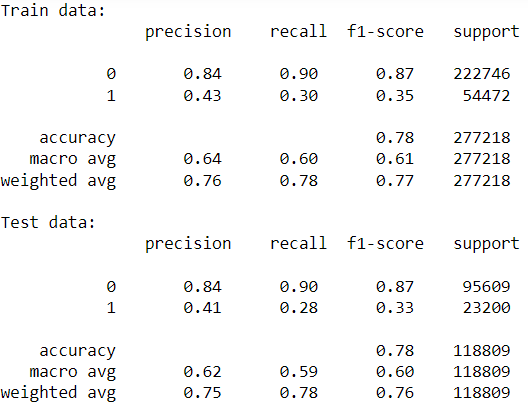 Train data:
precision recall f1-score support
0 0.84 0.90 0.87 222746
1 0.43 0.30 0.35 54472
accuracy 0.78 277218
macro avg 0.64 0.60 0.61 277218
weighted avg 0.76 0.78 0.77 277218
Test data:
precision recall f1-score support
0 0.84 0.90 0.87 95609
1 0.41 0.28 0.33 23200
accuracy 0.78 118809
macro avg 0.62 0.59 0.60 118809
weighted avg 0.75 0.78 0.76 118809